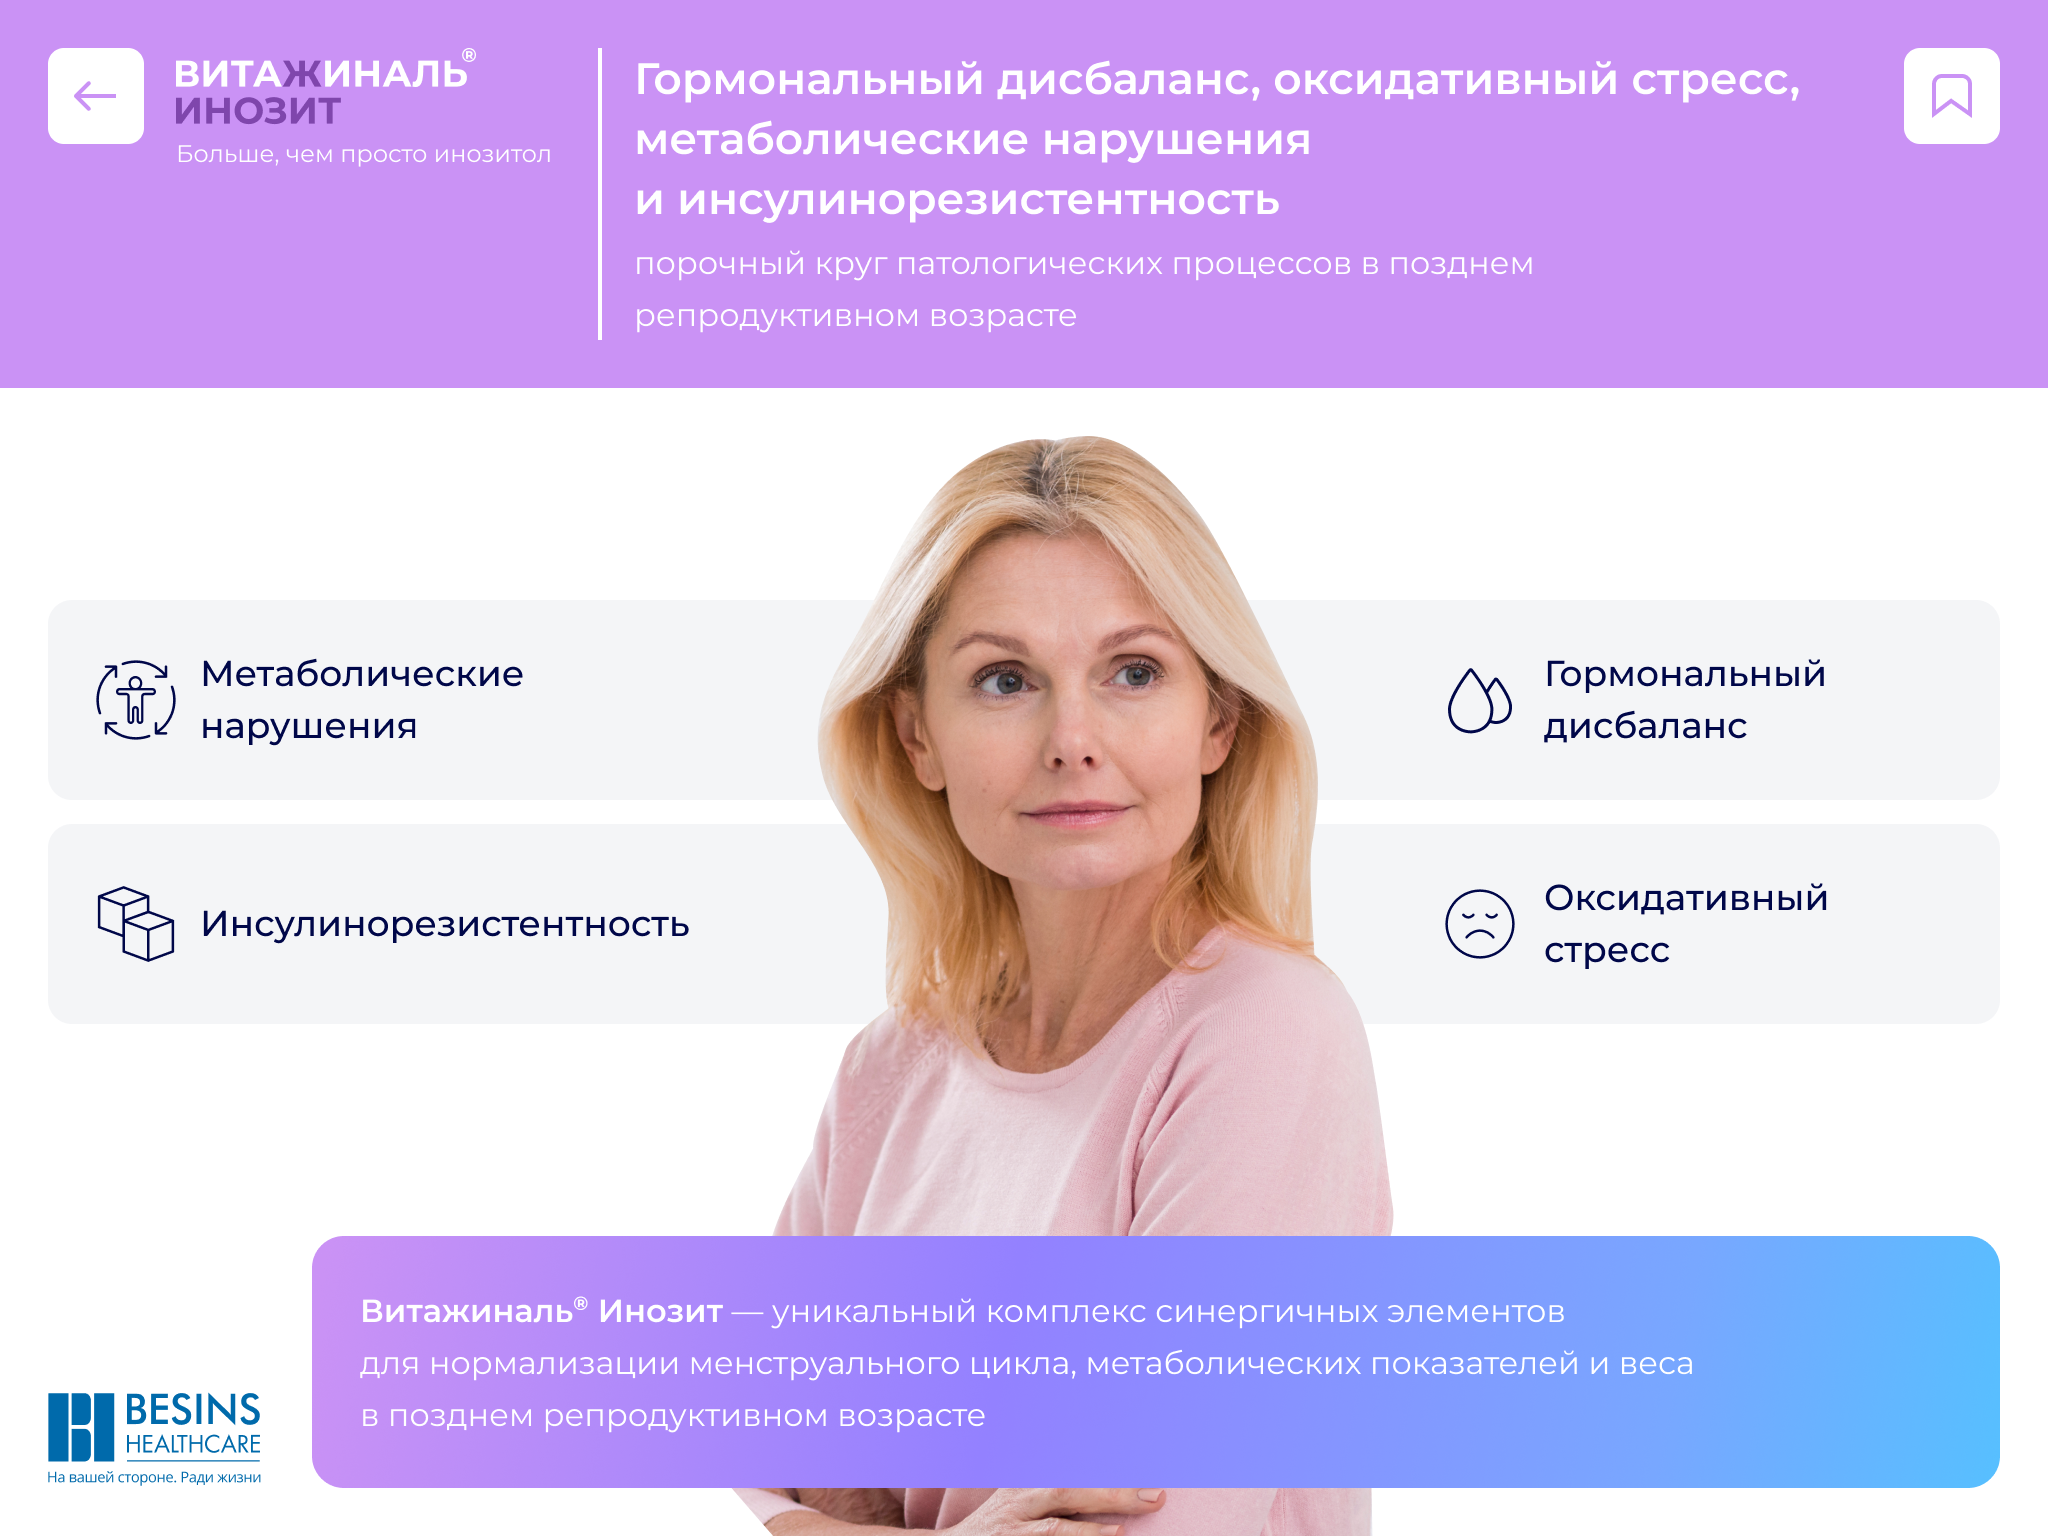 ВИТАЖИНАЛЬ®
ИНОЗИТ
Больше, чем просто инозитол
Гормональный дисбаланс, оксидативный стресс,
метаболические нарушения
и инсулинорезистентность
порочный круг патологических процессов в позднем
репродуктивном возрасте
Метаболические
нарушения
Гормональный
дисбаланс
Инсулинорезистентность
Оксидативный
стресс
Витажиналь® Инозит — уникальный комплекс синергичных элементов
для нормализации менструального цикла, метаболических показателей и веса
в позднем репродуктивном возрасте
BESINS
HEALTHCARE
На вашей стороне. Ради жизни